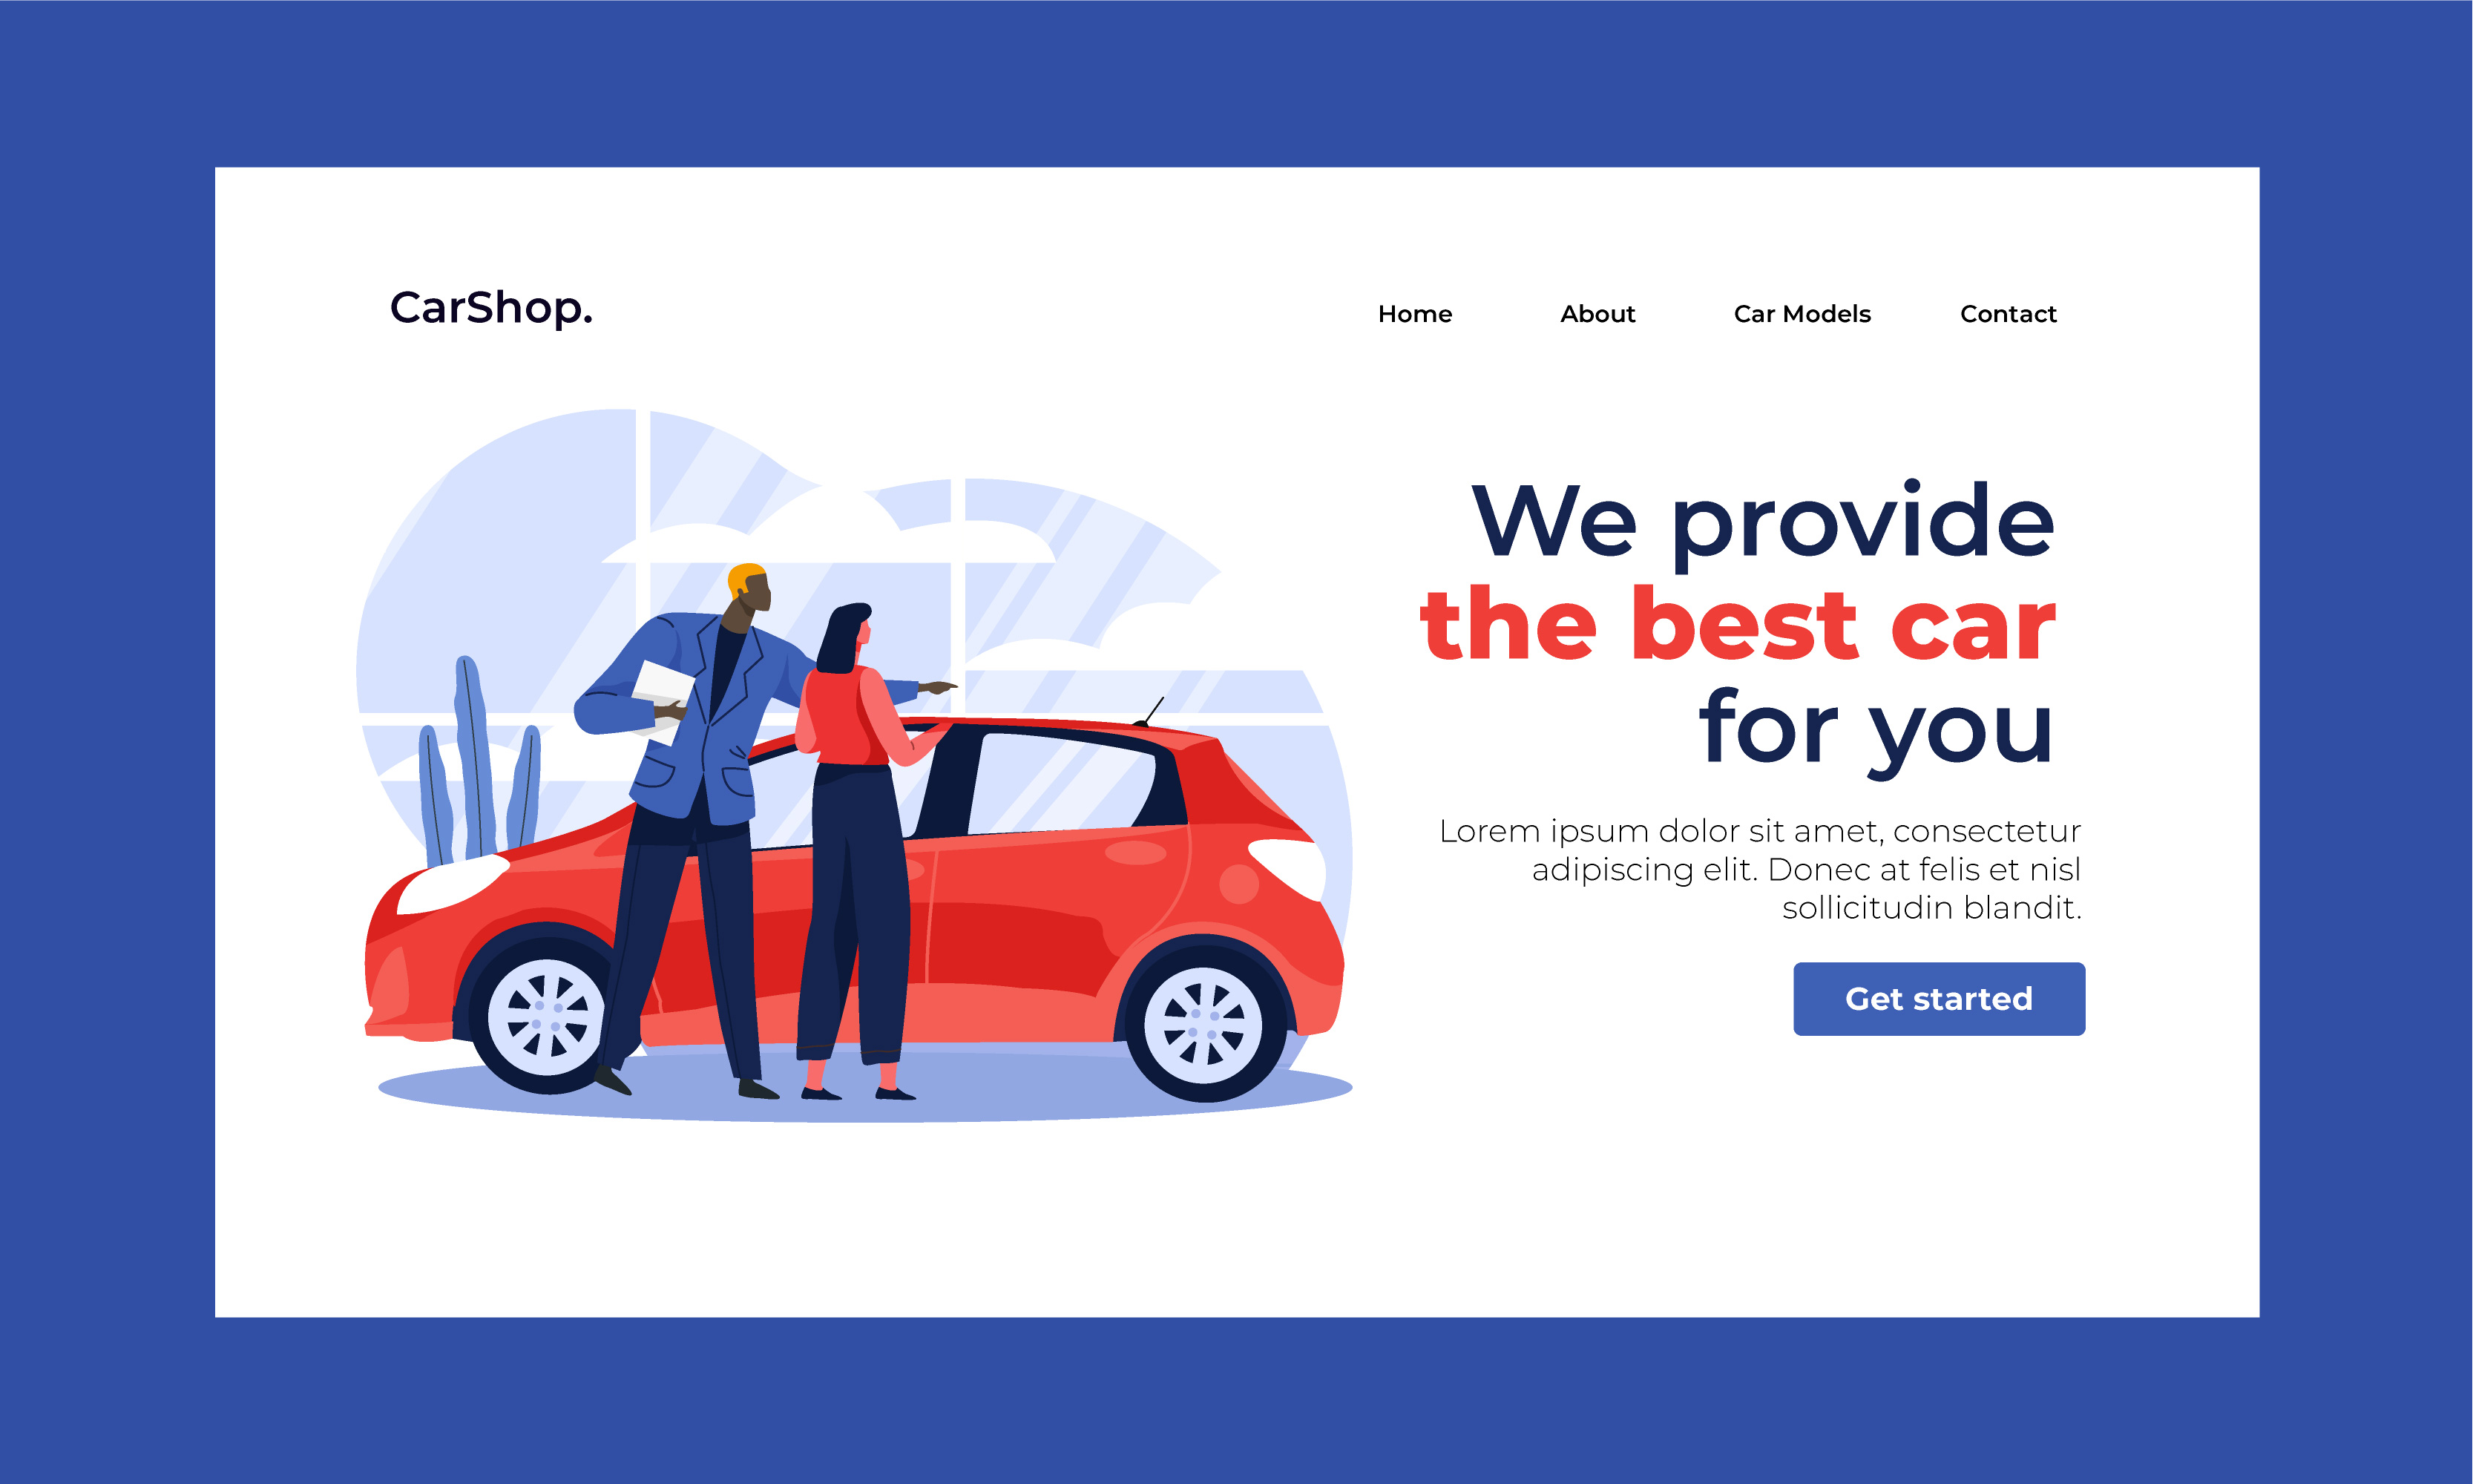 CarShop.
Home About Car Models Contact
We provide
the best car
for you
Lorem ipsum dolor sit amet, consectetur
adipiscing elit. Donec at felis et nisl
sollicitudin blandit.
Get started